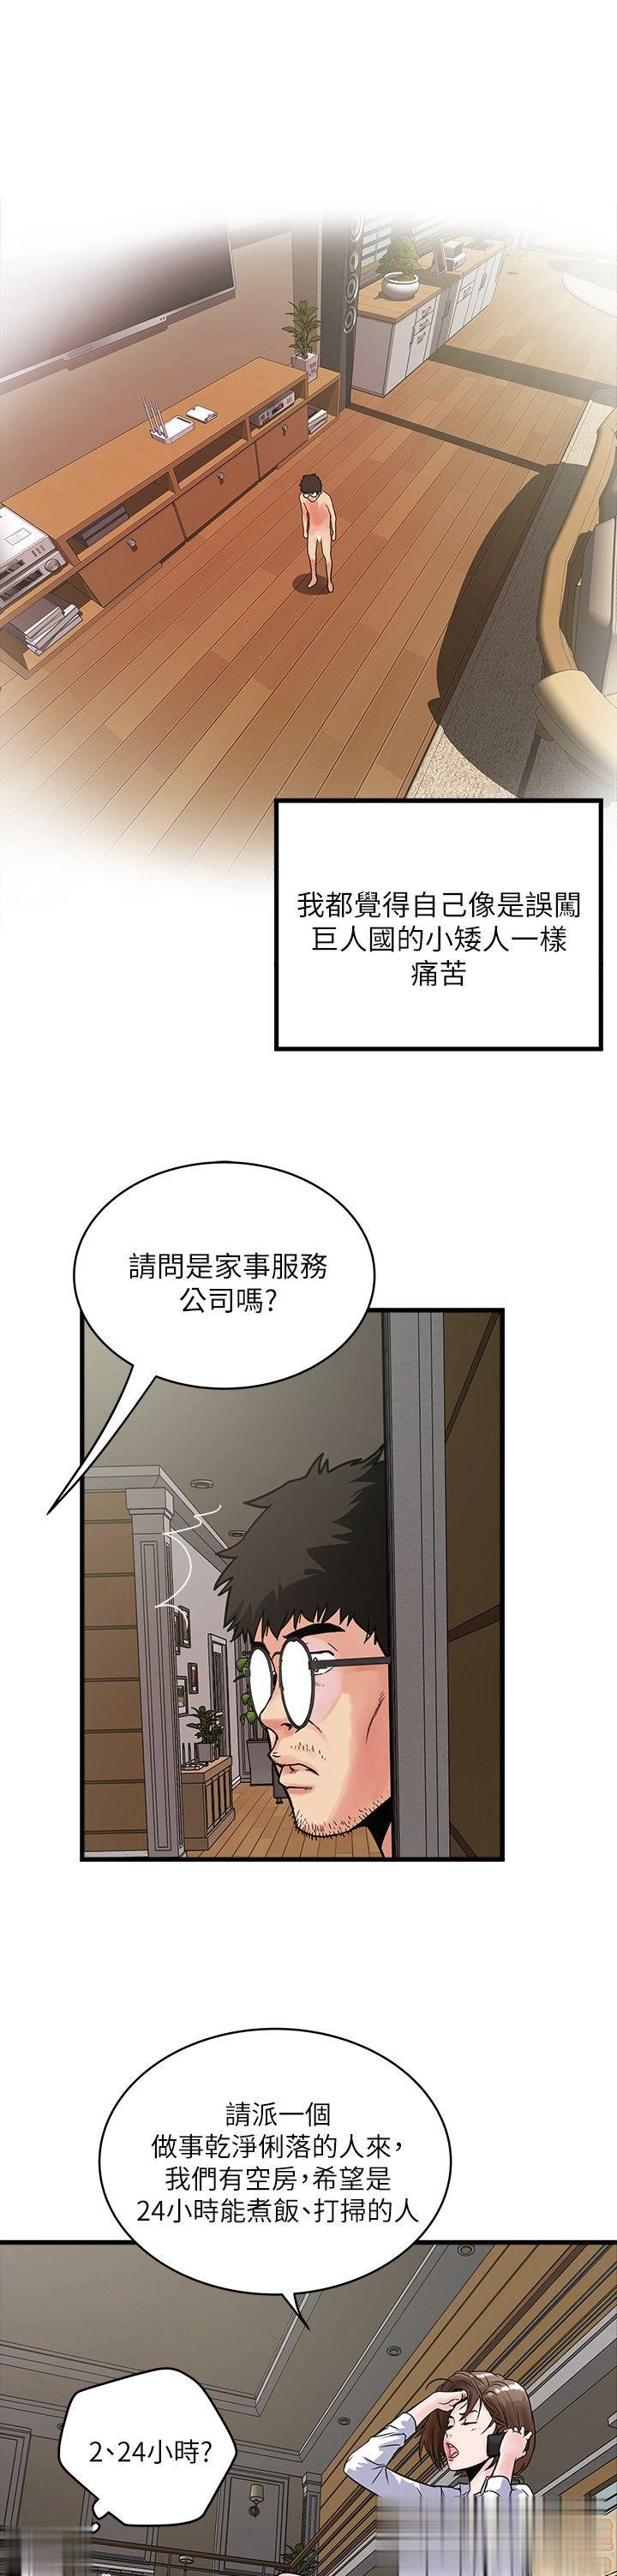 我都覺得自己像是誤闖
巨人國的小矮人一樣
痛苦
請問是家事服務
公司嗎?
請派一個
做事乾淨俐落的人來,
我們有空房,希望是
24小時能煮飯、打掃的人
2、24小時?